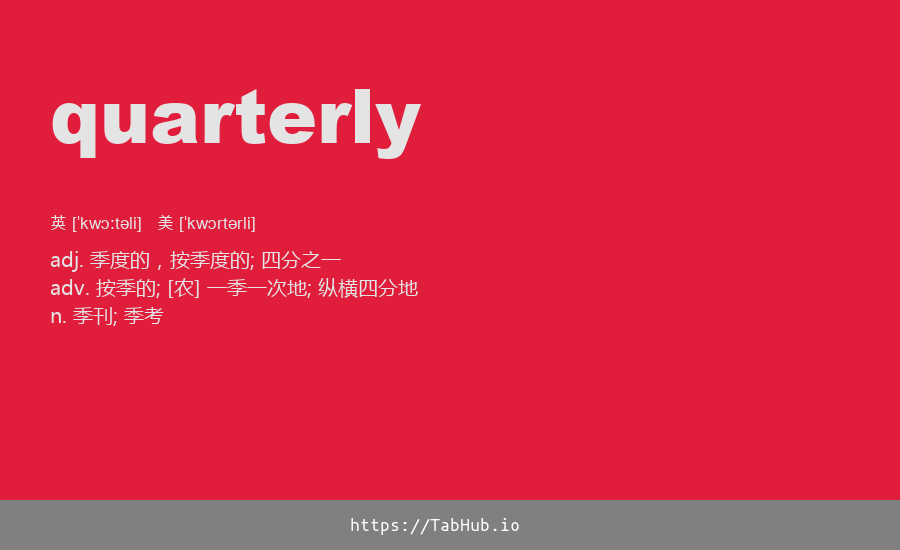 quarterly
英 [ˈkwɔːtəli] 美 [ˈkwɔrtərli]
adj. 季度的，按季度的; 四分之一
adv. 按季的; [农] 一季一次地; 纵横四分地
n. 季刊; 季考
https://TabHub.io